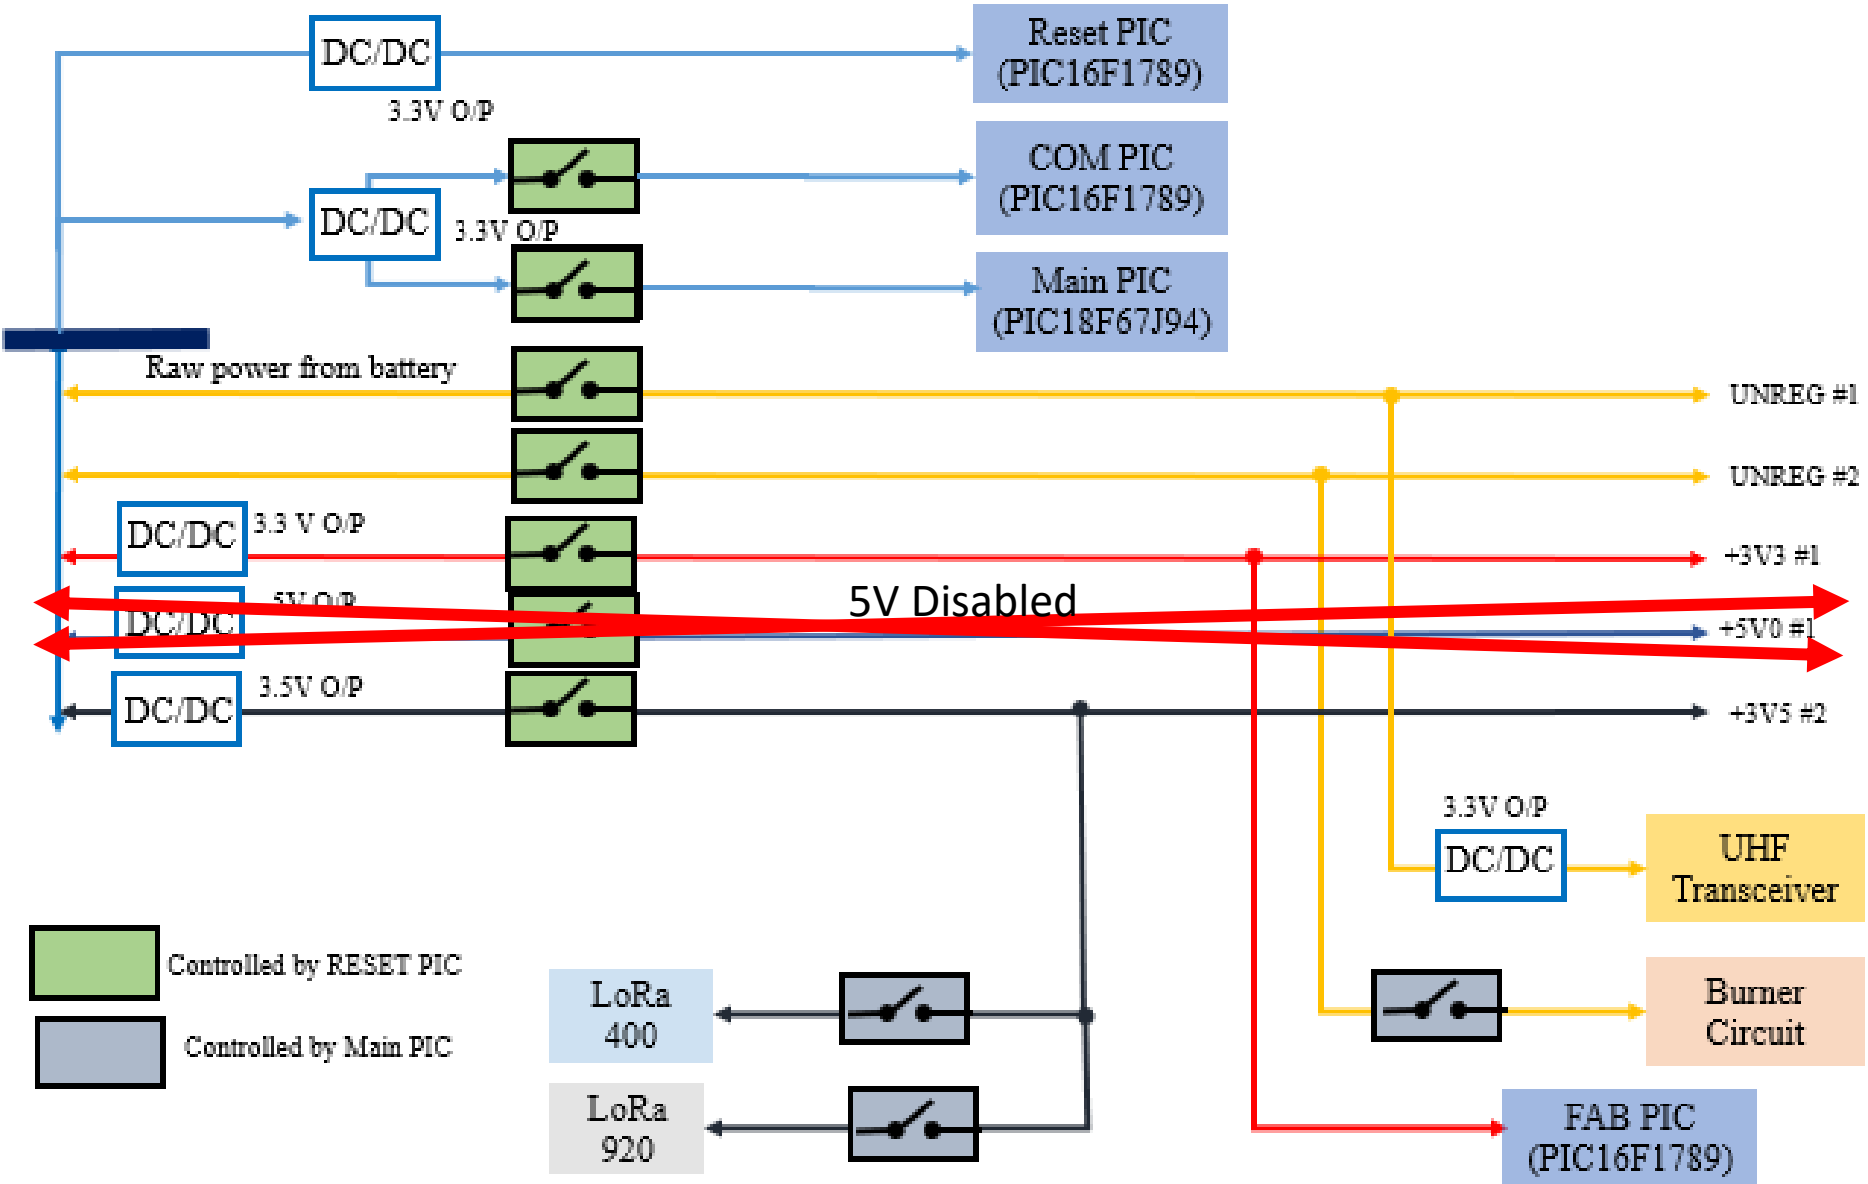 DC/DC
Reset PIC
(PIC16F1789)
3.3V O/P
COM PIC
(PIC16F1789)
DC/DC
3.3V O/P
Main PIC
(PIC18F67J94)
Raw power from battery
UNREG #1
UNREG #2
DC/DC
3.3 V O/P
+3V3 #1
5V O/P
5V Disabled
DC/DC
+5V0 #1
3.5V O/P
DC/DC
+3V5 #2
3.3V O/P
DC/DC
UHF
Transceiver
Controlled by RESET PIC
LoRa
400
Burner
Circuit
Controlled by Main PIC
LoRa
920
FAB PIC
(PIC16F1789)